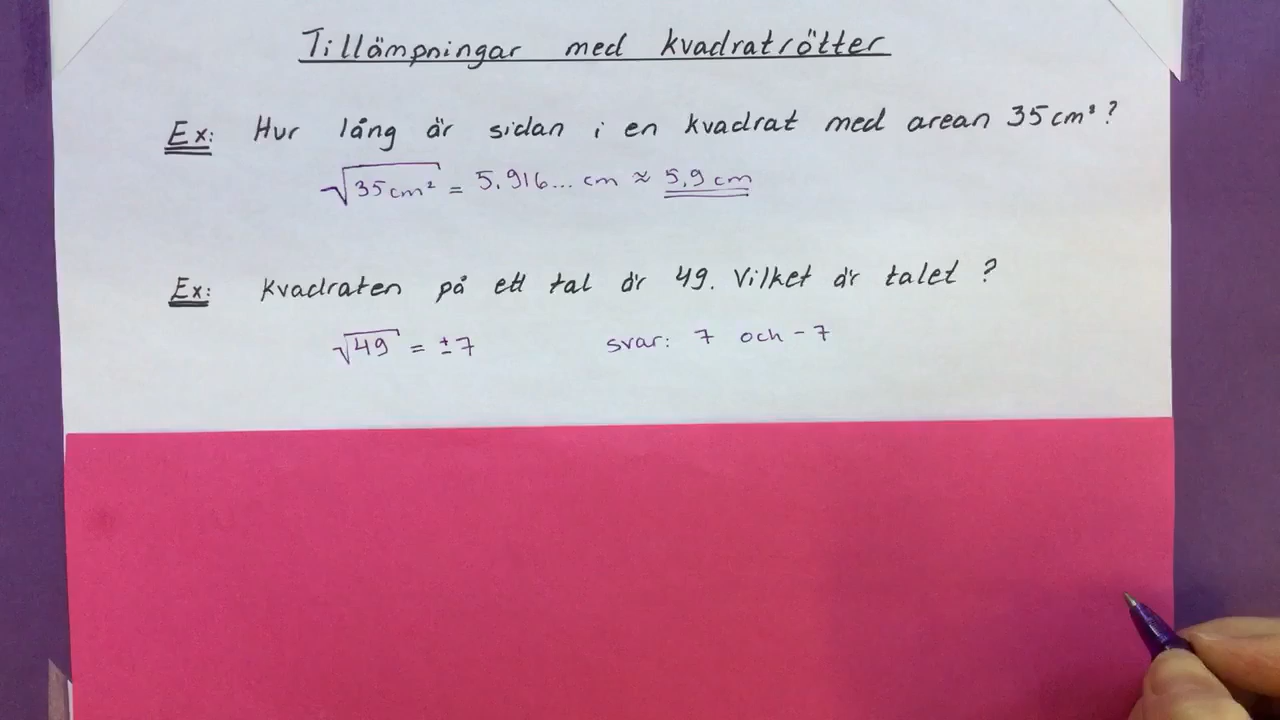 Tillämpningar med kvadratrötter
Ex: Hur lång är sidan i en kvadrat med arean 35 cm²?
√35 cm² = 5,916... cm ≈ 5,9 cm
Ex: Kvadraten på ett tal är 49. Vilket är talet?
√49 = ±7 svar: 7 och -7